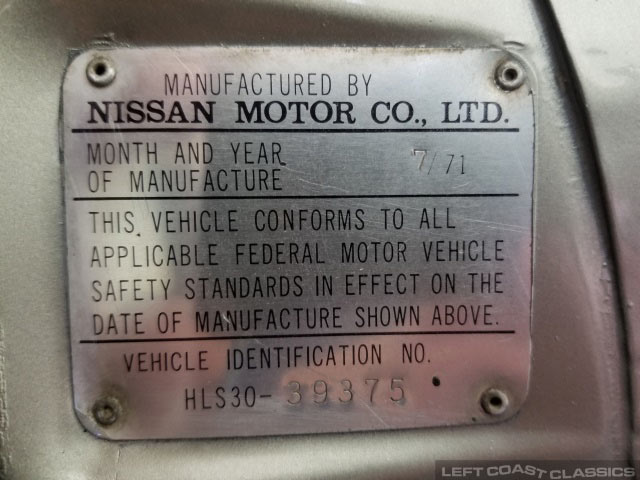 MANUFACTURED BY
NISSAN MOTOR CO., LTD.
MONTH AND YEAR
OF MANUFACTURE 7/71
THIS VEHICLE CONFORMS TO ALL
APPLICABLE FEDERAL MOTOR VEHICLE
SAFETY STANDARDS IN EFFECT ON THE
DATE OF MANUFACTURE SHOWN ABOVE.
VEHICLE IDENTIFICATION NO.
HLS30-39375
LEFT COAST CLASSICS